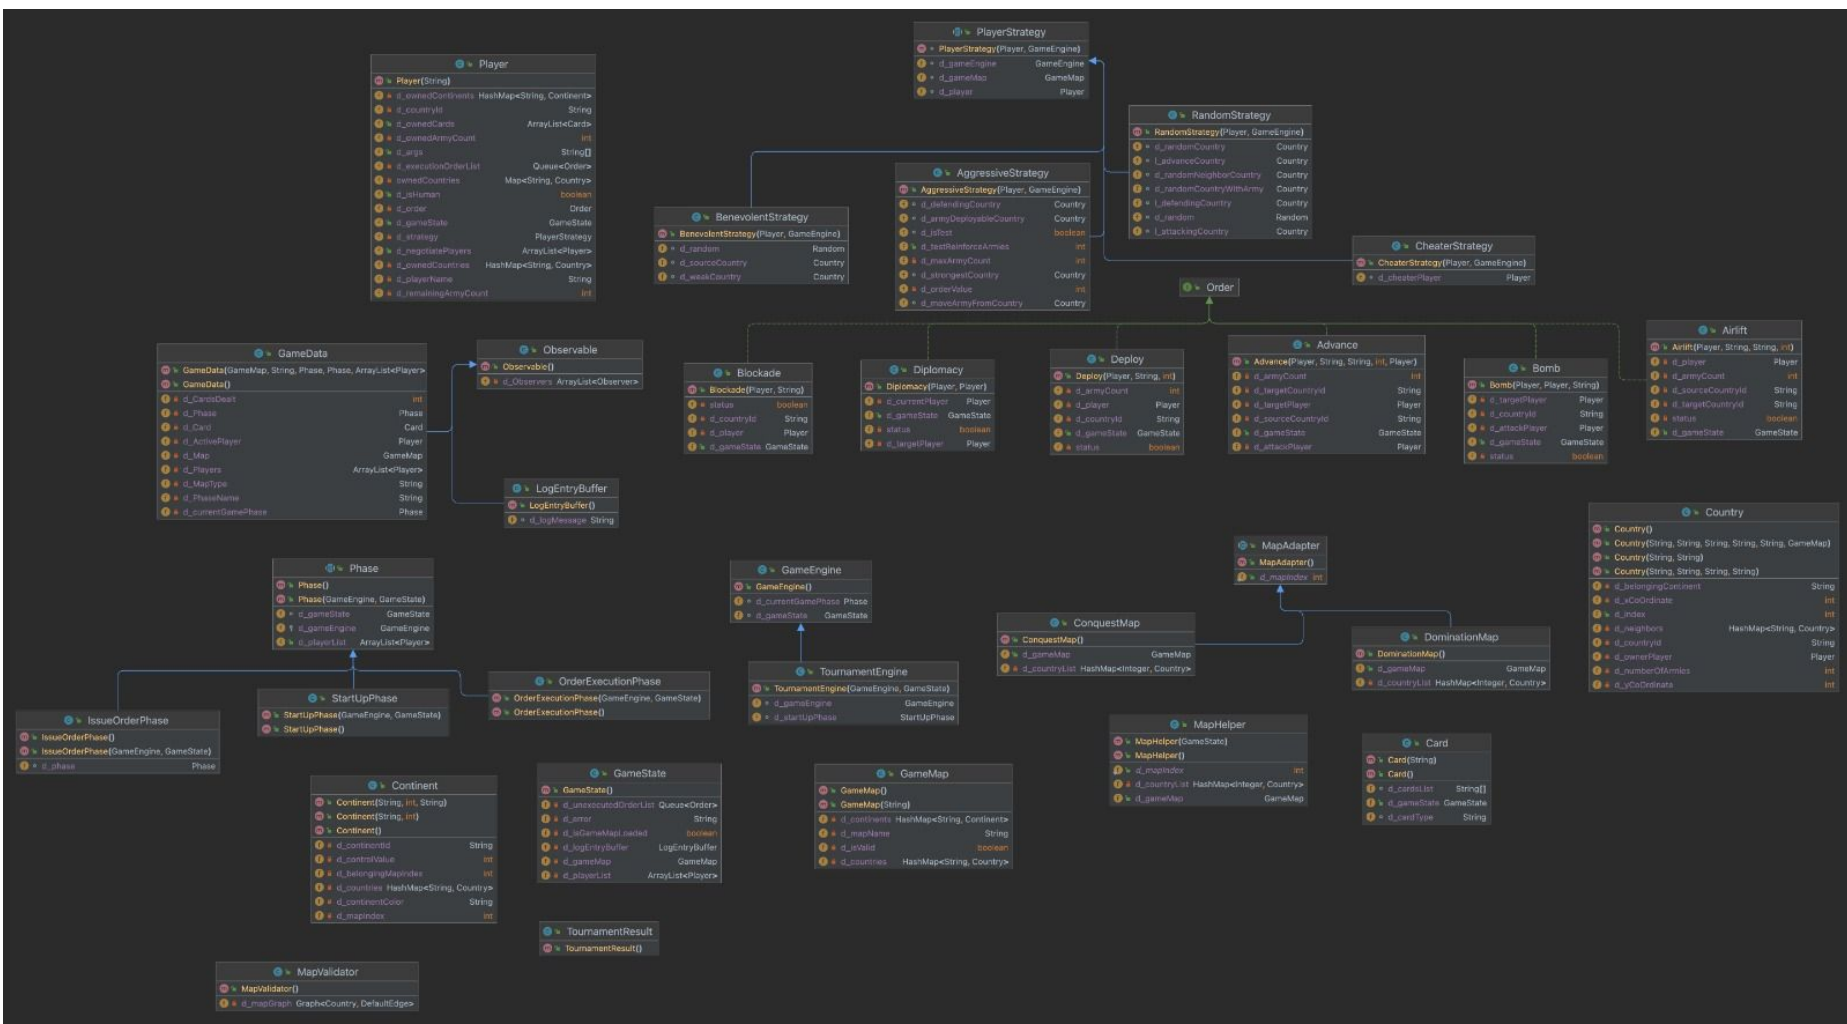 PlayerStrategy
PlayerStrategy(Player, GameEngine)
d_gameEngine GameEngine
d_gameMap GameMap
d_player Player
Player
Player(String)
d_ownedContinents HashMap<String, Continent>
d_countryId String
d_ownedCards ArrayList<Card>
d_ownedArmyCount int
d_args String[]
d_executionOrderList Queue<Order>
ownedCountries Map<String, Country>
d_isHuman boolean
d_order Order
d_gameState GameState
d_strategy PlayerStrategy
d_negotiatePlayers ArrayList<Player>
d_ownedCountries HashMap<String, Country>
d_playerName String
d_remainingArmyCount int
RandomStrategy
RandomStrategy(Player, GameEngine)
d_randomCountry Country
l_advanceCountry Country
d_randomNeighborCountry Country
d_randomCountryWithArmy Country
l_defendingCountry Country
d_random Random
l_attackingCountry Country
AggressiveStrategy
AggressiveStrategy(Player, GameEngine)
d_defendingCountry Country
d_armyDeployableCountry Country
d_isTest boolean
d_testReinforceArmies int
d_maxArmyCount int
d_strongestCountry Country
d_orderValue int
d_moveArmyFromCountry Country
BenevolentStrategy
BenevolentStrategy(Player, GameEngine)
d_random Random
d_sourceCountry Country
d_weakCountry Country
CheaterStrategy
CheaterStrategy(Player, GameEngine)
d_cheaterPlayer Player
Order
GameData
GameData(GameMap, String, Phase, Phase, ArrayList<Player>
GameData()
d_CardsDealt int
d_Phase Phase
d_Card Card
d_ActivePlayer Player
d_Map GameMap
d_Players ArrayList<Player>
d_MapType String
d_PhaseName String
d_currentGamePhase Phase
Observable
Observable()
d_Observers ArrayList<Observer>
LogEntryBuffer
LogEntryBuffer()
d_logMessage String
Blockade
Blockade(Player, String)
status boolean
d_countryId String
d_player Player
d_gameState GameState
Diplomacy
Diplomacy(Player, Player)
d_currentPlayer Player
d_gameState GameState
status boolean
d_targetPlayer Player
Deploy
Deploy(Player, String, int)
d_armyCount int
d_player Player
d_countryId String
d_gameState GameState
status boolean
Advance
Advance(Player, String, String, int, Player)
d_armyCount int
d_targetCountryId String
d_targetPlayer Player
d_sourceCountryId String
d_gameState GameState
d_attackPlayer Player
Bomb
Bomb(Player, Player, String)
d_targetPlayer Player
d_countryId String
d_attackPlayer Player
d_gameState GameState
status boolean
Airlift
Airlift(Player, String, String, int)
d_player Player
d_armyCount int
d_sourceCountryId String
d_targetCountryId String
status boolean
d_gameState GameState
Country
Country()
Country(String, String, String, String, String, GameMap)
Country(String, String)
Country(String, String, String, String)
d_belongingContinent String
d_xCoOrdinate int
d_index int
d_neighbors HashMap<String, Country>
d_countryId String
d_ownerPlayer Player
d_numberOfArmies int
d_yCoOrdinate int
Phase
Phase()
Phase(GameEngine, GameState)
d_gameState GameState
d_gameEngine GameEngine
d_playerList ArrayList<Player>
GameEngine
GameEngine()
d_currentGamePhase Phase
d_gameState GameState
MapAdapter
MapAdapter()
d_mapIndex int
ConquestMap
ConquestMap()
d_gameMap GameMap
d_countryList HashMap<Integer, Country>
DominationMap
DominationMap()
d_gameMap GameMap
d_countryList HashMap<Integer, Country>
IssueOrderPhase
IssueOrderPhase()
IssueOrderPhase(GameEngine, GameState)
d_phase Phase
StartUpPhase
StartUpPhase(GameEngine, GameState)
StartUpPhase()
OrderExecutionPhase
OrderExecutionPhase(GameEngine, GameState)
OrderExecutionPhase()
TournamentEngine
TournamentEngine(GameEngine, GameState)
d_gameEngine GameEngine
d_startUpPhase StartUpPhase
MapHelper
MapHelper(GameState)
MapHelper()
d_mapIndex int
d_countryList HashMap<Integer, Country>
d_gameMap GameMap
Card
Card(String)
Card()
d_cardsList String[]
d_gameState GameState
d_cardType String
Continent
Continent(String, int, String)
Continent(String, int)
Continent()
d_continentId String
d_controlValue int
d_belongingMapIndex int
d_countries HashMap<String, Country>
d_continentColor String
d_mapIndex int
GameState
GameState()
d_unexecutedOrderList Queue<Order>
d_error String
d_isGameMapLoaded boolean
d_logEntryBuffer LogEntryBuffer
d_gameMap GameMap
d_playerList ArrayList<Player>
GameMap
GameMap()
GameMap(String)
d_continents HashMap<String, Continent>
d_mapName String
d_isValid boolean
d_countries HashMap<String, Country>
TournamentResult
TournamentResult()
MapValidator
MapValidator()
d_mapGraph Graph<Country, DefaultEdge>